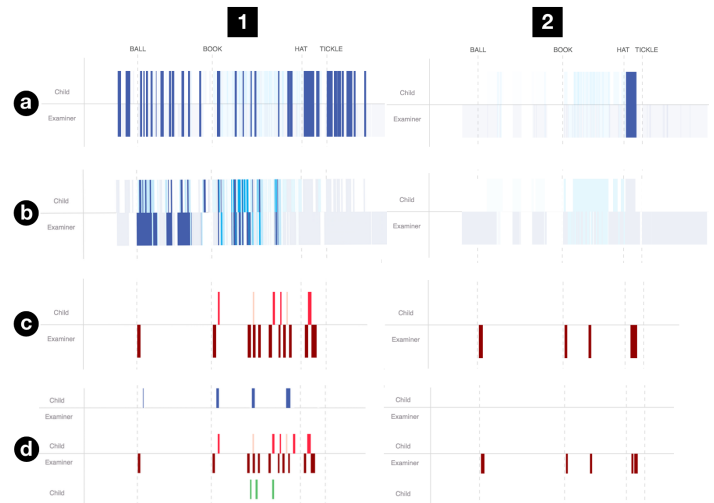 1 2
BALL BOOK HAT TICKLE BALL BOOK HAT TICKLE
a
Child Child
Examiner Examiner
b
Child Child
Examiner Examiner
c
Child Child
Examiner Examiner
d
Child Child
Examiner Examiner
Child Child
Examiner Examiner
Child Child